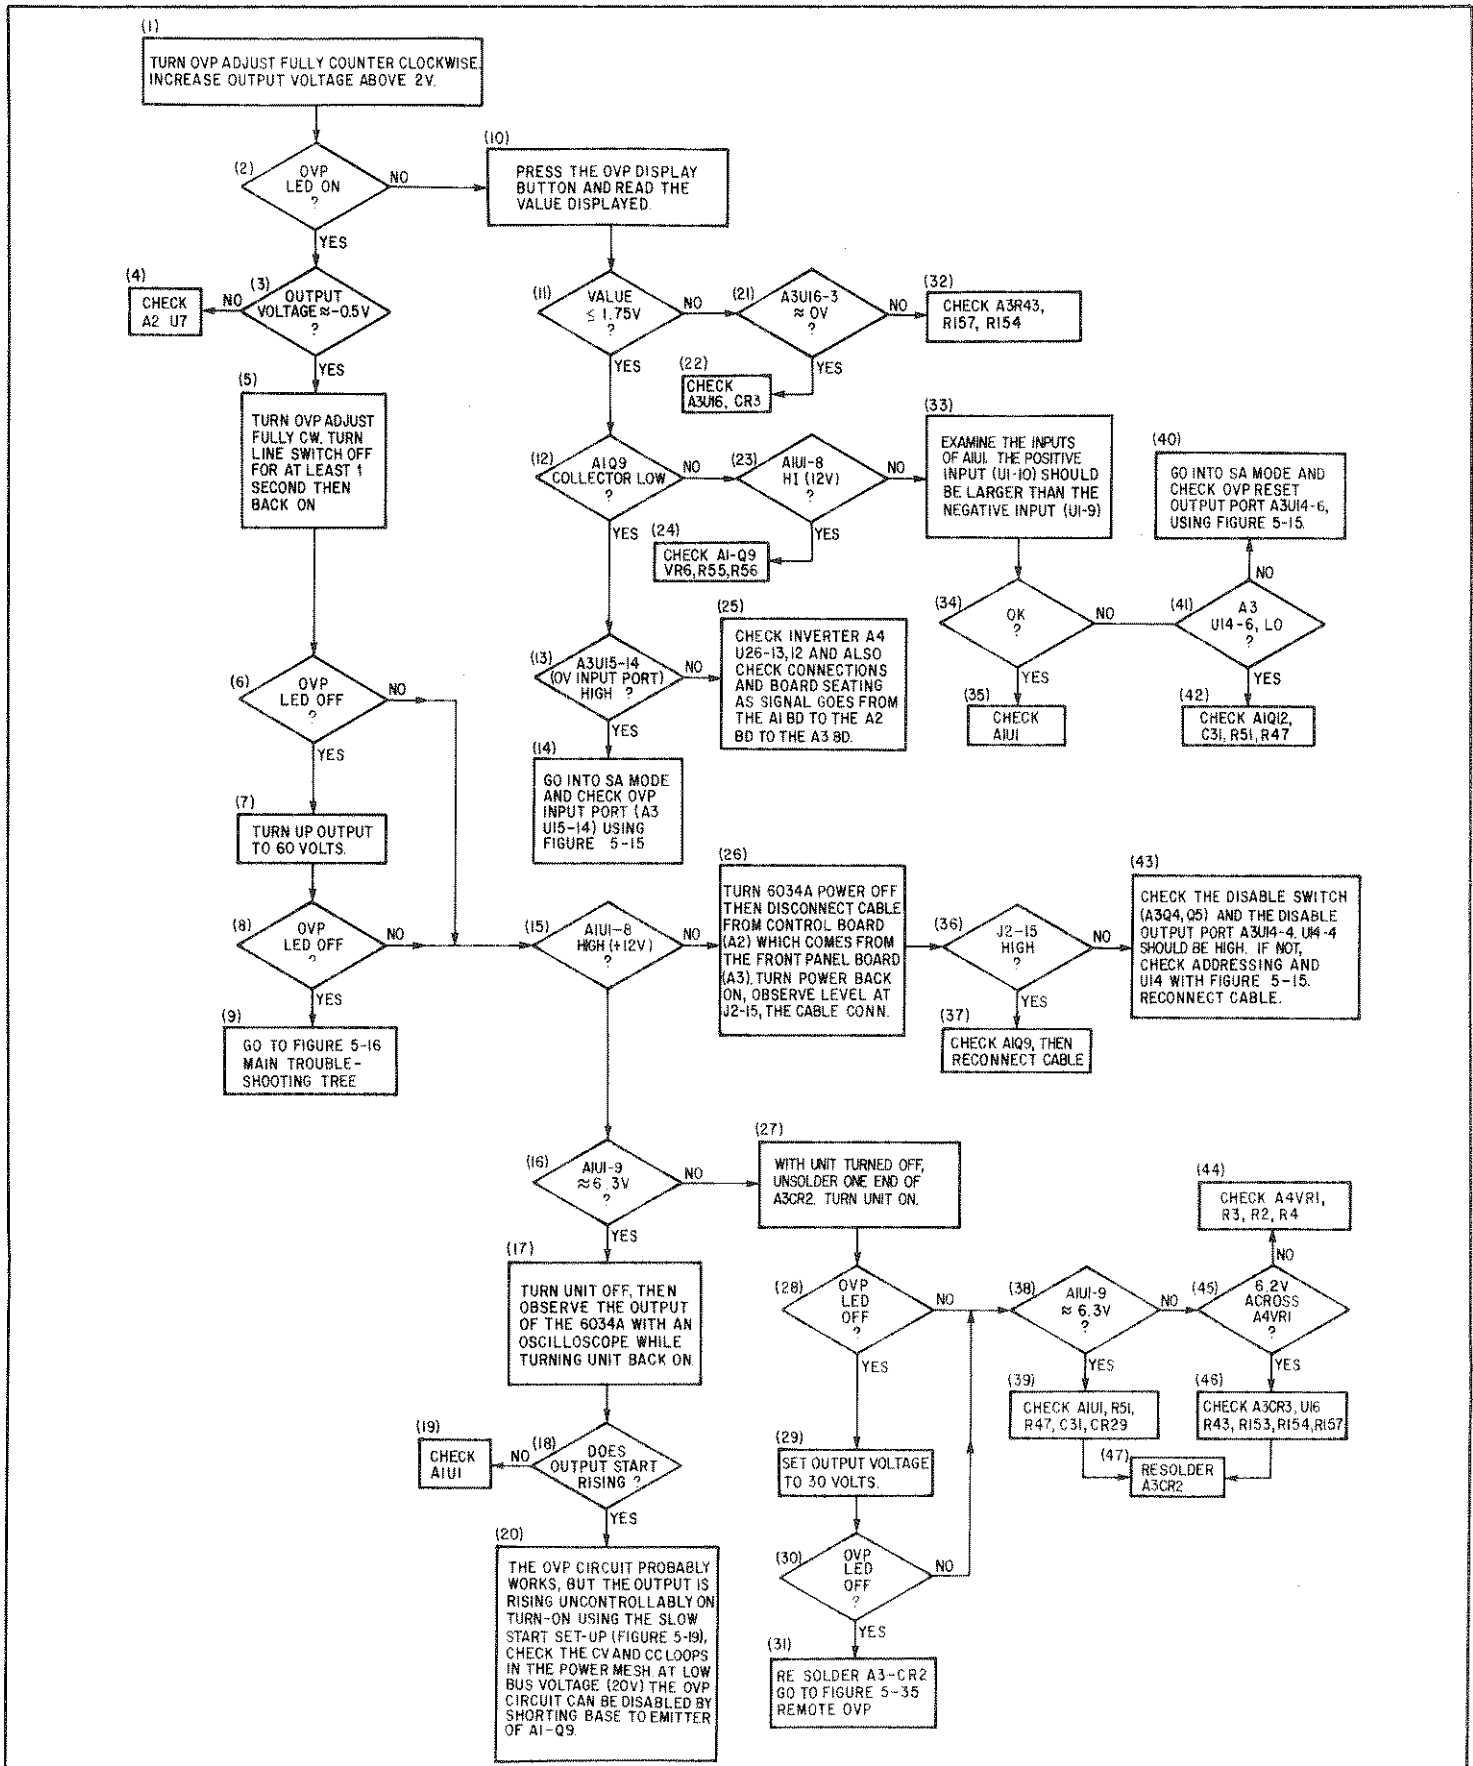 (1)
TURN OVP ADJUST FULLY COUNTER CLOCKWISE.
INCREASE OUTPUT VOLTAGE ABOVE 2V.
(2)
OVP
LED ON
?
NO
YES
(3)
OUTPUT
VOLTAGE≈-0.5V
?
NO
YES
(4)
CHECK
A2 U7
(5)
TURN OVP ADJUST
FULLY CW. TURN
LINE SWITCH OFF
FOR AT LEAST 1
SECOND THEN
BACK ON
(6)
OVP
LED OFF
?
NO
YES
(7)
TURN UP OUTPUT
TO 60 VOLTS.
(8)
OVP
LED OFF
?
NO
YES
(9)
GO TO FIGURE 5-16
MAIN TROUBLE-
SHOOTING TREE
(10)
PRESS THE OVP DISPLAY
BUTTON AND READ THE
VALUE DISPLAYED.
(11)
VALUE
≤ 1.75V
?
NO
YES
(12)
A1Q9
COLLECTOR LOW
?
NO
YES
(13)
A3U15-14
(OV INPUT PORT)
HIGH ?
NO
YES
(14)
GO INTO SA MODE
AND CHECK OVP
INPUT PORT (A3
U15-14) USING
FIGURE 5-15
(15)
A1U1-8
HIGH (+12V)
?
NO
YES
(16)
A1U1-9
≈6.3V
?
NO
YES
(17)
TURN UNIT OFF, THEN
OBSERVE THE OUTPUT
OF THE 6034A WITH AN
OSCILLOSCOPE WHILE
TURNING UNIT BACK ON.
(18)
DOES
OUTPUT START
RISING ?
NO
YES
(19)
CHECK
A1U1
(20)
THE OVP CIRCUIT PROBABLY
WORKS, BUT THE OUTPUT IS
RISING UNCONTROLLABLY ON
TURN-ON USING THE SLOW
START SET-UP (FIGURE 5-19),
CHECK THE CV AND CC LOOPS
IN THE POWER MESH. AT LOW
BUS VOLTAGE (20V) THE OVP
CIRCUIT CAN BE DISABLED BY
SHORTING BASE TO EMITTER
OF A1-Q9.
(21)
A3U16-3
≈ 0V
?
NO
YES
(22)
CHECK
A3U16, CR3
(23)
A1U1-8
HI (12V)
?
NO
YES
(24)
CHECK A1-Q9
VR6, R55, R56
(25)
CHECK INVERTER A4
U26-13, 12 AND ALSO
CHECK CONNECTIONS
AND BOARD SEATING
AS SIGNAL GOES FROM
THE A1 BD TO THE A2
BD TO THE A3 BD.
(26)
TURN 6034A POWER OFF
THEN DISCONNECT CABLE
FROM CONTROL BOARD
(A2) WHICH COMES FROM
THE FRONT PANEL BOARD
(A3). TURN POWER BACK
ON, OBSERVE LEVEL AT
J2-15, THE CABLE CONN.
(27)
WITH UNIT TURNED OFF,
UNSOLDER ONE END OF
A3CR2. TURN UNIT ON.
(28)
OVP
LED
OFF
?
NO
YES
(29)
SET OUTPUT VOLTAGE
TO 30 VOLTS.
(30)
OVP
LED
OFF
?
NO
YES
(31)
RE SOLDER A3-CR2
GO TO FIGURE 5-35
REMOTE OVP
(32)
CHECK A3R43,
R157, R154
(33)
EXAMINE THE INPUTS
OF A1U1. THE POSITIVE
INPUT (U1-10) SHOULD
BE LARGER THAN THE
NEGATIVE INPUT (U1-9)
(34)
OK
?
NO
YES
(35)
CHECK
A1U1
(36)
J2-15
HIGH
?
NO
YES
(37)
CHECK A1Q9, THEN
RECONNECT CABLE
(38)
A1U1-9
≈ 6.3V
?
NO
YES
(39)
CHECK A1U1, R51,
R47, C31, CR29
(40)
GO INTO SA MODE AND
CHECK OVP RESET
OUTPUT PORT A3U14-6,
USING FIGURE 5-15.
(41)
A3
U14-6, LO
?
NO
YES
(42)
CHECK A1Q12,
C31, R51, R47
(43)
CHECK THE DISABLE SWITCH
(A3Q4, Q5) AND THE DISABLE
OUTPUT PORT A3U14-4. U14-4
SHOULD BE HIGH. IF NOT,
CHECK ADDRESSING AND
U14 WITH FIGURE 5-15.
RECONNECT CABLE.
(44)
CHECK A4VR1,
R3, R2, R4
(45)
6.2V
ACROSS
A4VR1
?
NO
YES
(46)
CHECK A3CR3, U16
R43, R153, R154, R157
(47)
RESOLDER
A3CR2